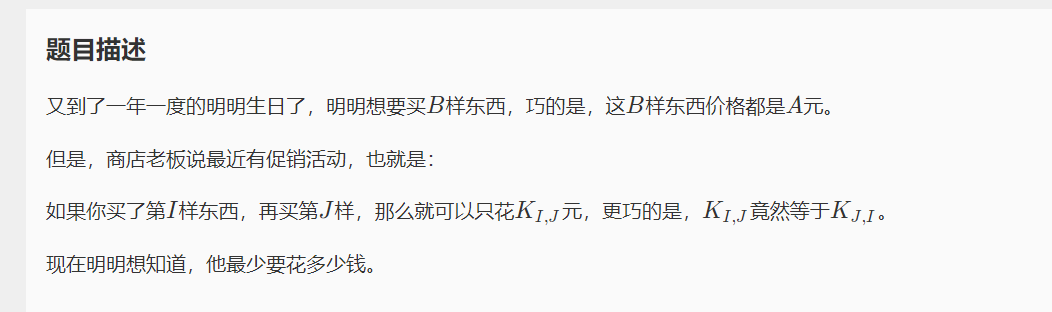 题目描述
又到了一年一度的明明生日了，明明想要买B样东西，巧的是，这B样东西价格都是A元。
但是，商店老板说最近有促销活动，也就是：
如果你买了第I样东西，再买第J样，那么就可以只花K_{I,J}元，更巧的是，K_{I,J}竟然等于K_{J,I}。
现在明明想知道，他最少要花多少钱。